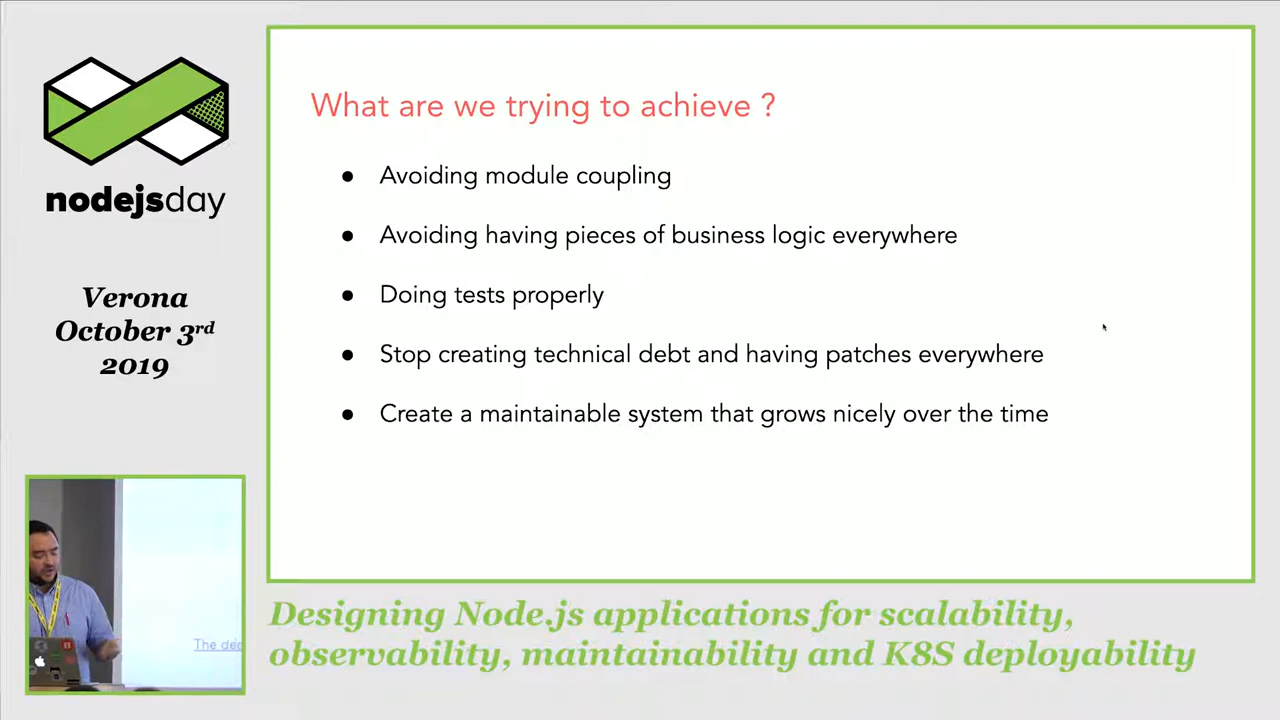 nodejsday
Verona
October 3rd
2019
What are we trying to achieve ?
● Avoiding module coupling
● Avoiding having pieces of business logic everywhere
● Doing tests properly
● Stop creating technical debt and having patches everywhere
● Create a maintainable system that grows nicely over the time
The
Designing Node.js applications for scalability,
observability, maintainability and K8S deployability